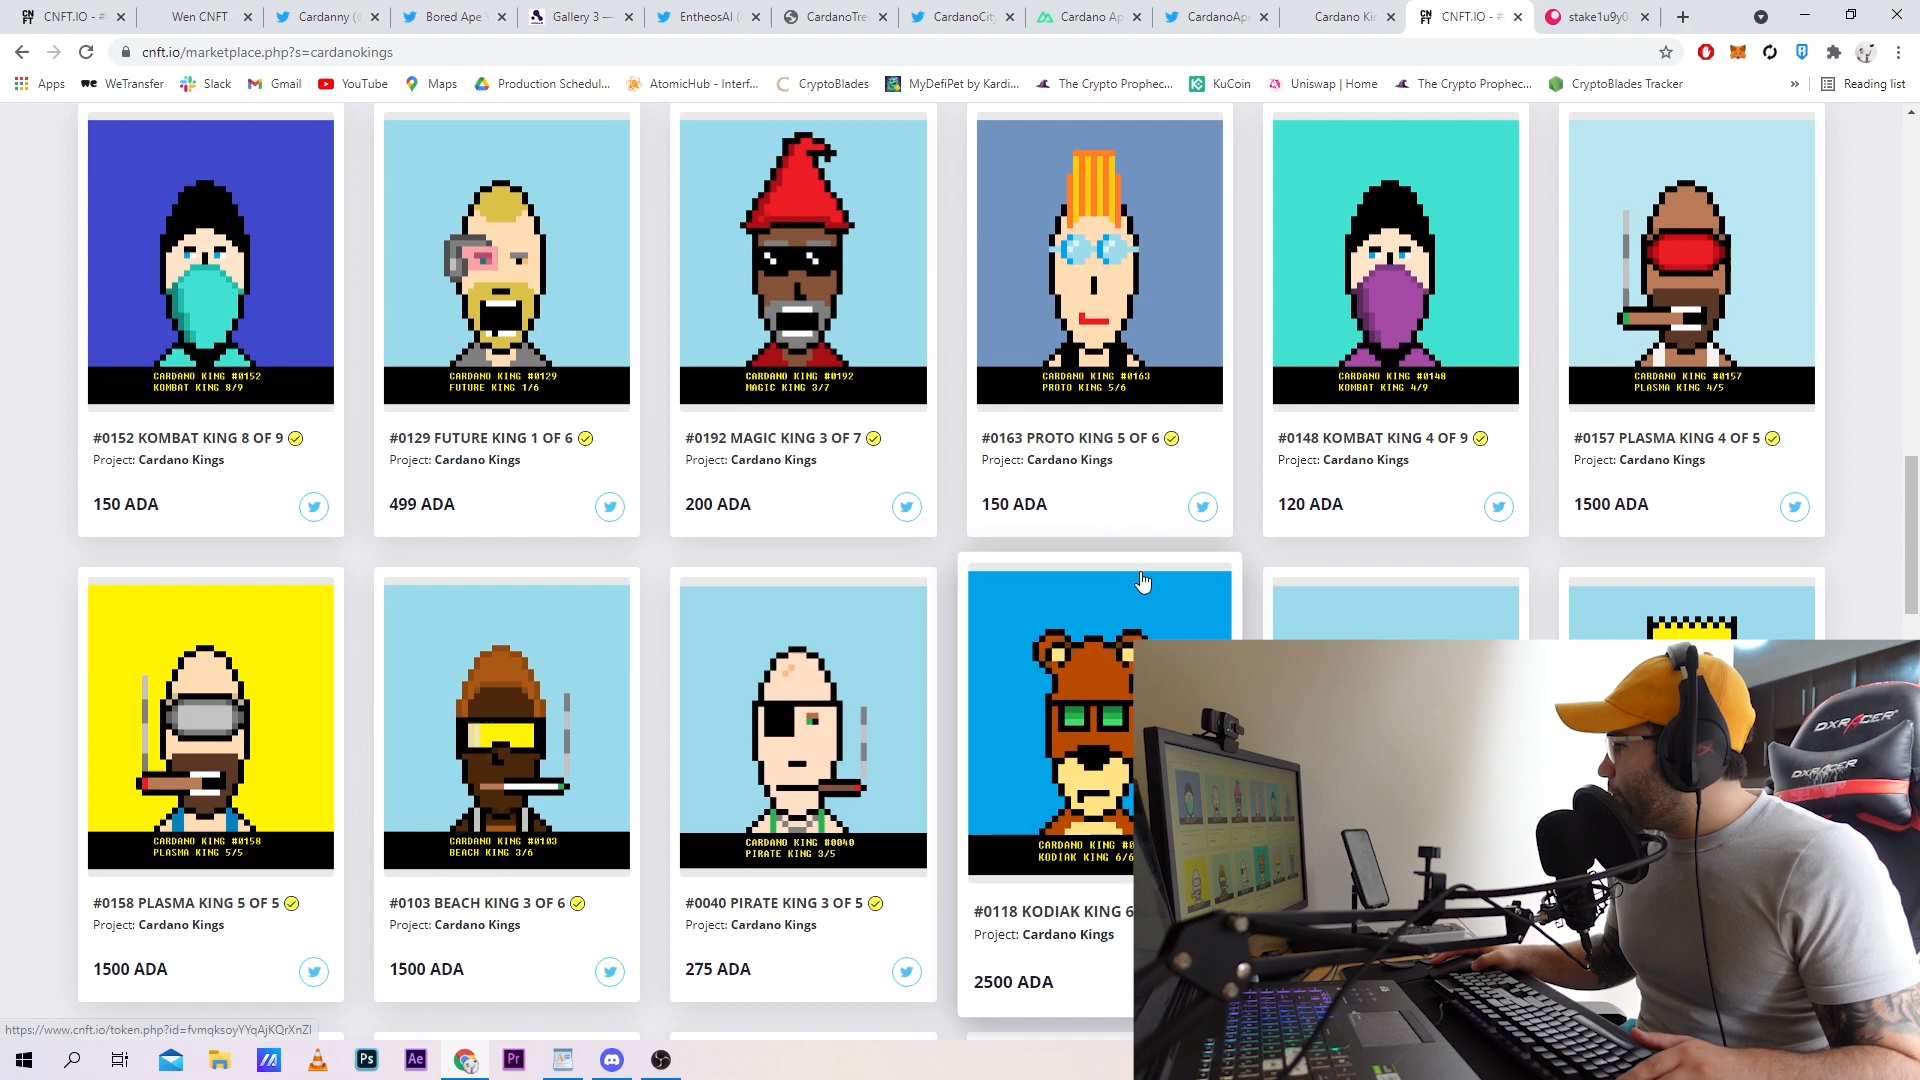 CNFT.IO - #
Wen CNFT
Cardanny (
Bored Ape
Gallery 3 —
EntheosAI (
CardanoTre
CardanoCit
Cardano Ap
CardanoAp
Cardano Kin
CNFT.IO - #
stake1u9y0
cnft.io/marketplace.php?s=cardanokings
Apps
WeTransfer
Slack
Gmail
YouTube
Maps
Production Schedul...
AtomicHub - Interf...
CryptoBlades
MyDefiPet by Kardi...
The Crypto Prophec...
KuCoin
Uniswap | Home
The Crypto Prophec...
CryptoBlades Tracker
»
Reading list
CARDANO KING #0152
KOMBAT KING 8/9
CARDANO KING #0129
FUTURE KING 1/6
CARDANO KING #0192
MAGIC KING 3/7
CARDANO KING #0163
PROTO KING 5/6
CARDANO KING #0148
KOMBAT KING 4/9
CARDANO KING #0157
PLASMA KING 4/5
#0152 KOMBAT KING 8 OF 9
Project: Cardano Kings
150 ADA
#0129 FUTURE KING 1 OF 6
Project: Cardano Kings
499 ADA
#0192 MAGIC KING 3 OF 7
Project: Cardano Kings
200 ADA
#0163 PROTO KING 5 OF 6
Project: Cardano Kings
150 ADA
#0148 KOMBAT KING 4 OF 9
Project: Cardano Kings
120 ADA
#0157 PLASMA KING 4 OF 5
Project: Cardano Kings
1500 ADA
CARDANO KING #0158
PLASMA KING 5/5
CARDANO KING #0103
BEACH KING 3/6
CARDANO KING #0040
PIRATE KING 3/5
CARDANO KING #0
KODIAK KING 6/6
#0158 PLASMA KING 5 OF 5
Project: Cardano Kings
1500 ADA
#0103 BEACH KING 3 OF 6
Project: Cardano Kings
1500 ADA
#0040 PIRATE KING 3 OF 5
Project: Cardano Kings
275 ADA
#0118 KODIAK KING 6
Project: Cardano Kings
2500 ADA
DXRACER
DXRACER
https://www.cnft.io/token.php?id=fvmqksoyYYqAjKQrXnZl
Ps
Ae
Pr